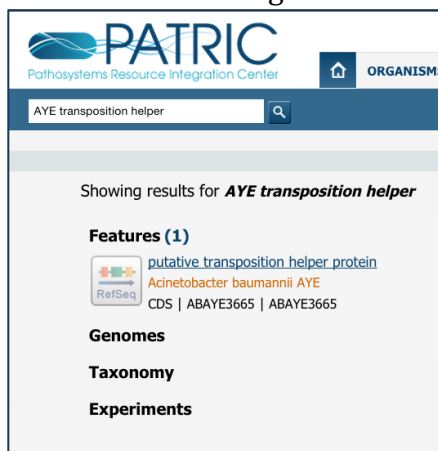 PATRIC
Pathosystems Resource Integration Center
ORGANISMS
AYE transposition helper
Showing results for AYE transposition helper
Features (1)
putative transposition helper protein
Acinetobacter baumannii AYE
RefSeq
CDS | ABAYE3665 | ABAYE3665
Genomes
Taxonomy
Experiments